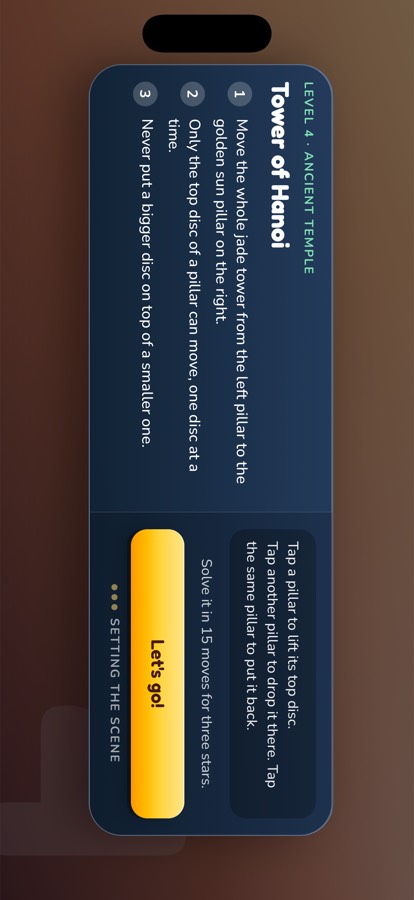 LEVEL 4 · ANCIENT TEMPLE
Tower of Hanoi
1 Move the whole jade tower from the left pillar to the
golden sun pillar on the right.
2 Only the top disc of a pillar can move, one disc at a
time.
3 Never put a bigger disc on top of a smaller one.
Tap a pillar to lift its top disc.
Tap another pillar to drop it there. Tap
the same pillar to put it back.
Solve it in 15 moves for three stars.
Let's go!
SETTING THE SCENE